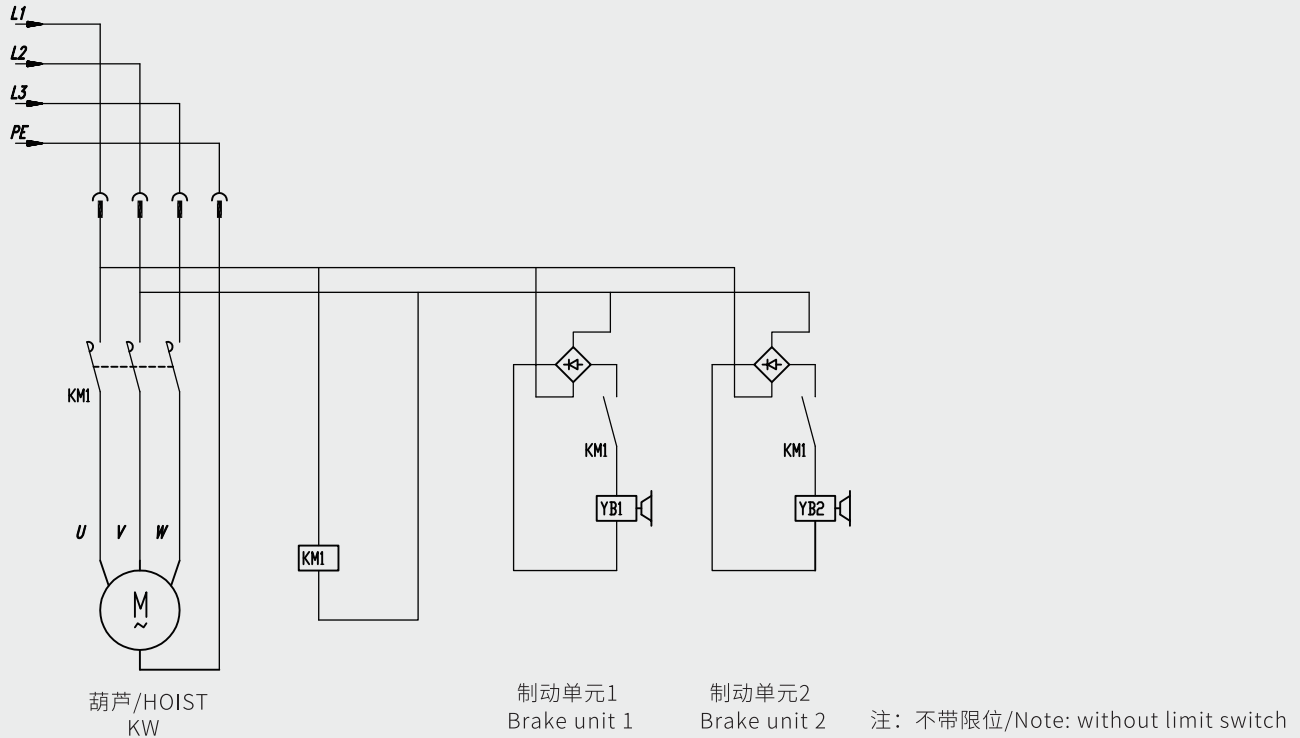 L1
L2
L3
PE
KM1
KM1
KM1
YB1
YB2
U V W
KM1
M
~
葫芦/HOIST
KW
制动单元1
Brake unit 1
制动单元2
Brake unit 2
注：不带限位/Note: without limit switch